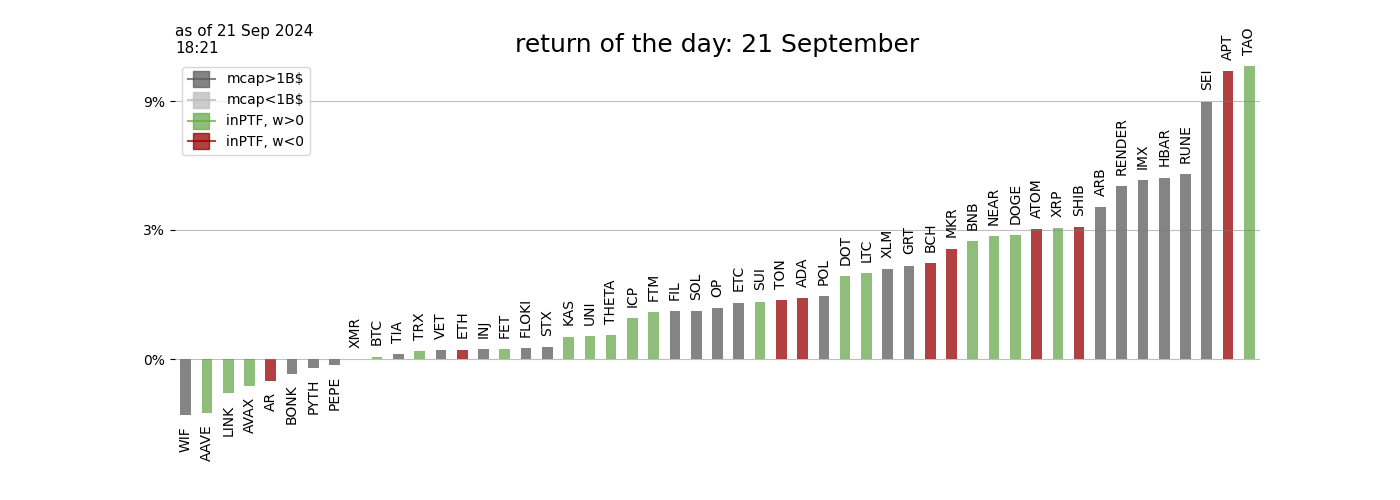 as of 21 Sep 2024
18:21
return of the day: 21 September
mcap>1B$
mcap<1B$
inPTF, w>0
inPTF, w<0
9%
3%
0%
WIF
AAVE
LINK
AVAX
AR
BONK
PYTH
PEPE
XMR
BTC
TIA
TRX
VET
ETH
INJ
FET
FLOKI
STX
KAS
UNI
THETA
ICP
FTM
FIL
SOL
OP
ETC
SUI
TON
ADA
POL
DOT
LTC
XLM
GRT
BCH
MKR
BNB
NEAR
DOGE
ATOM
XRP
SHIB
ARB
RENDER
IMX
HBAR
RUNE
SEI
APT
TAO